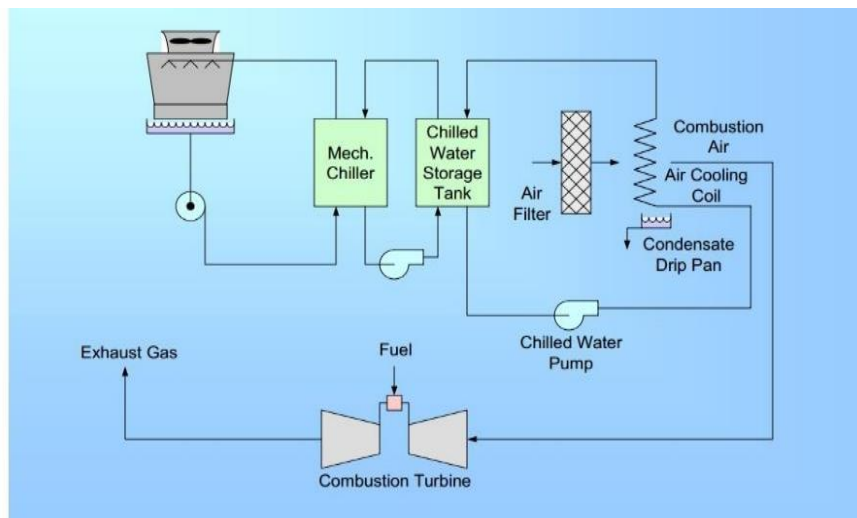 Mech.
Chiller
Chilled
Water
Storage
Tank
Air
Filter
Combustion
Air
Air Cooling
Coil
Condensate
Drip Pan
Chilled Water
Pump
Exhaust Gas
Fuel
Combustion Turbine